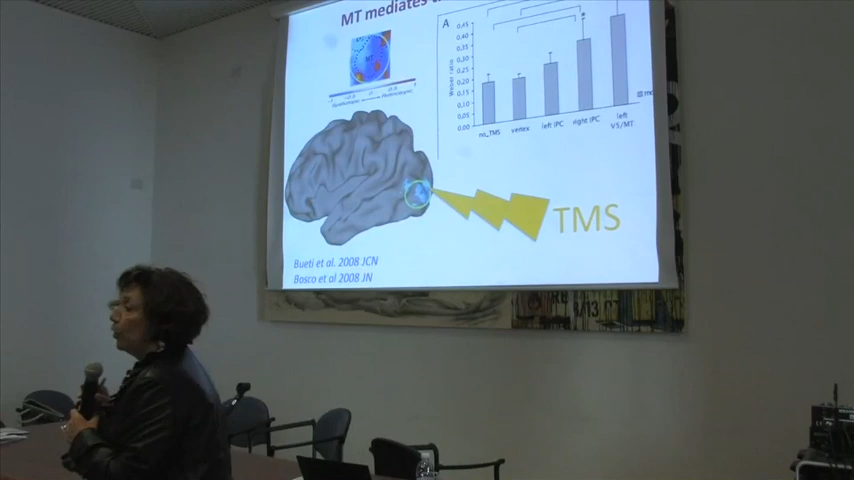 MT mediates
A
MT
Weber ratio
0,45
0,40
0,35
0,30
0,25
0,20
0,15
0,10
0,05
0,00
no_TMS
vertex
left IPC
right IPC
left
V5/MT
TMS
Bueti et al. 2008 JCN
Bosco et al 2008 JN